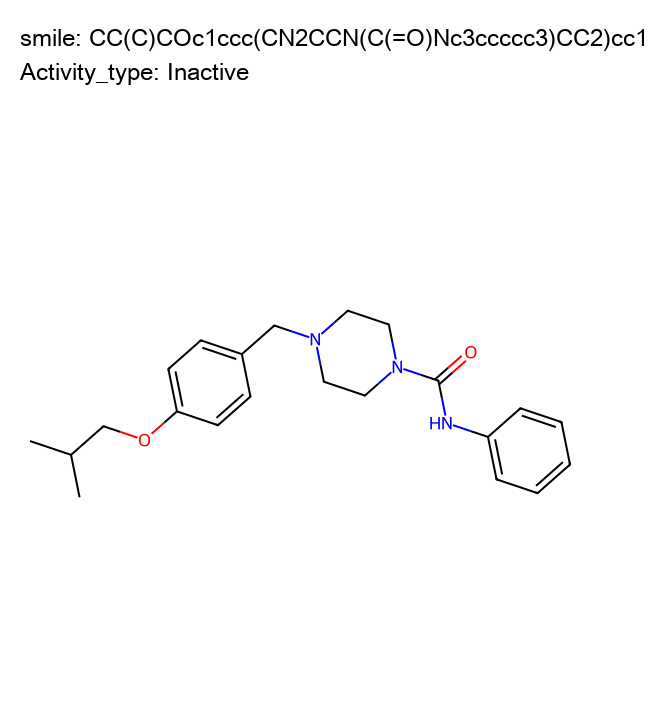 smile: CC(C)COc1ccc(CN2CCN(C(=O)Nc3ccccc3)CC2)cc1
Activity_type: Inactive
N
N
O
HN
O